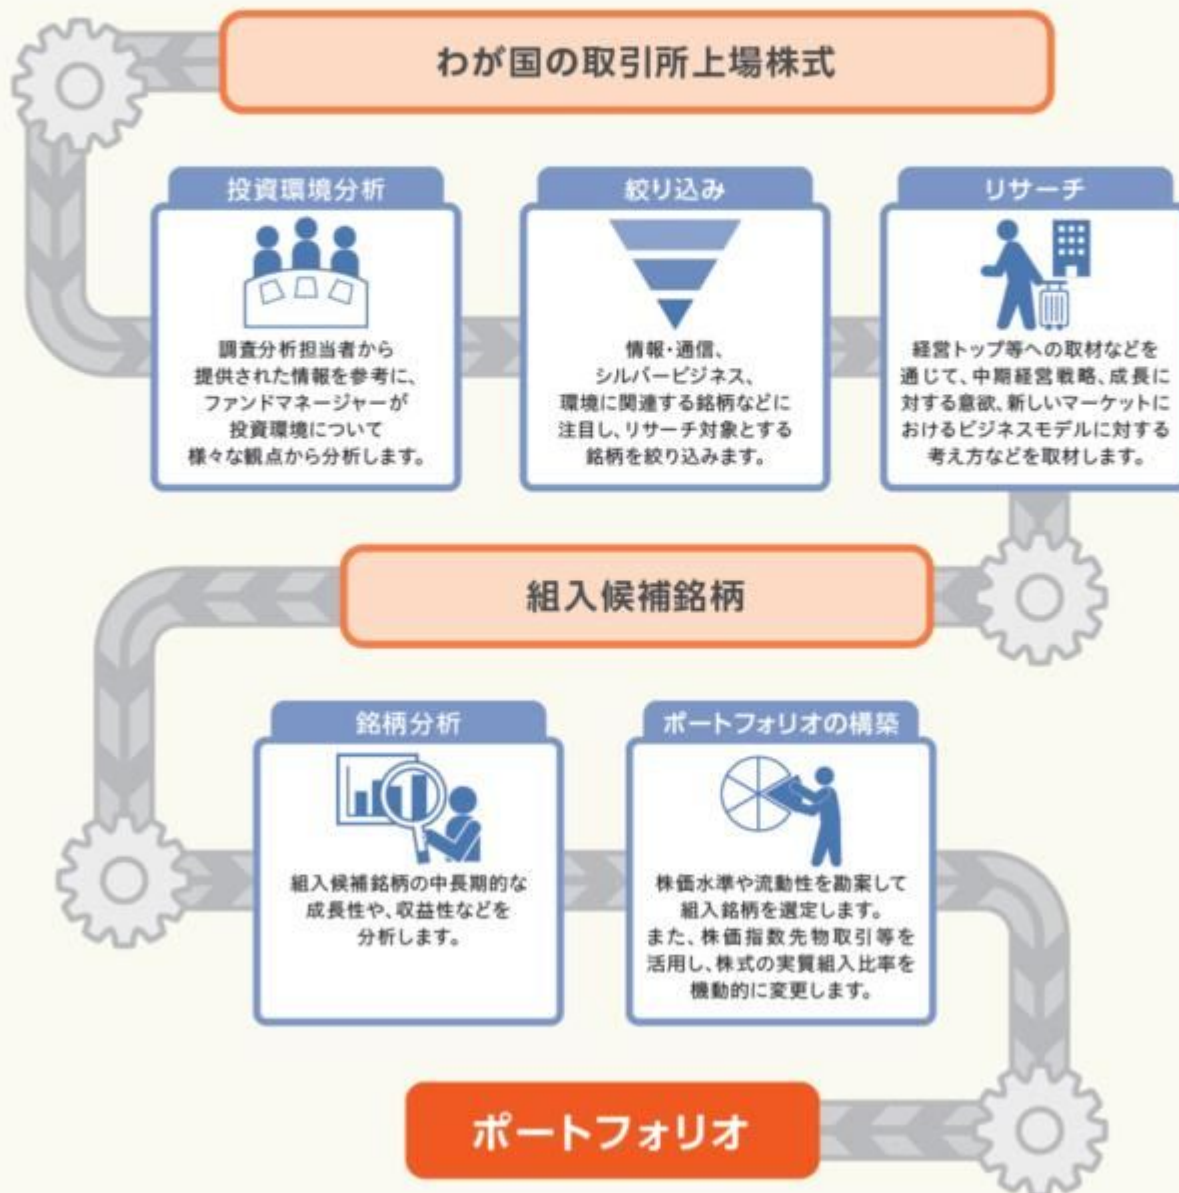 わが国の取引所上場株式
投資環境分析
調査分析担当者から
提供された情報を参考に、
ファンドマネージャーが
投資環境について
様々な観点から分析します。
絞り込み
情報・通信、
シルバービジネス、
環境に関連する銘柄などに
注目し、リサーチ対象とする
銘柄を絞り込みます。
リサーチ
経営トップ等への取材などを
通じて、中期経営戦略、成長に
対する意欲、新しいマーケットに
おけるビジネスモデルに対する
考え方などを取材します。
組入候補銘柄
銘柄分析
組入候補銘柄の中長期的な
成長性や、収益性などを
分析します。
ポートフォリオの構築
株価水準や流動性を勘案して
組入銘柄を選定します。
また、株価指数先物取引等を
活用し、株式の実質組入比率を
機動的に変更します。
ポートフォリオ